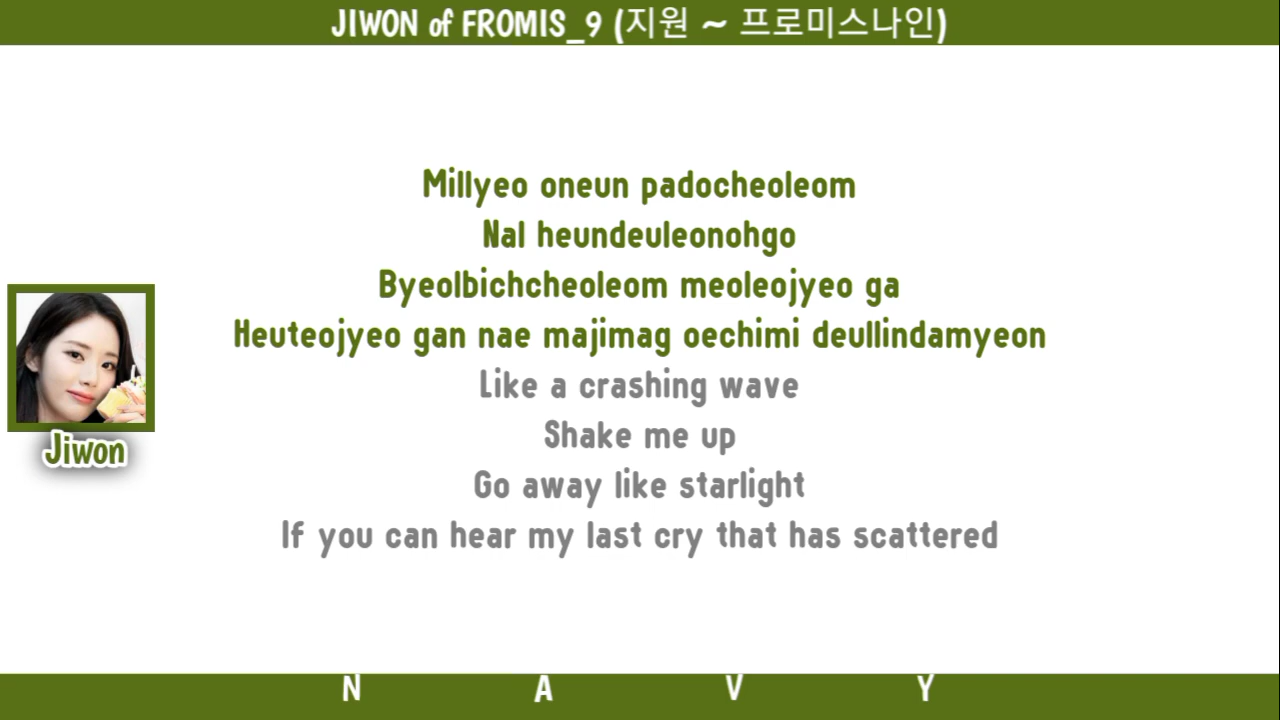 JIWON of FROMIS_9 (지원 ~ 프로미스나인)
Millyeo oneun padocheoleom
Nal heundeuleonohgo
Byeolbichcheoleom meoleojyeo ga
Heuteojyeo gan nae majimag oechimi deullindamyeon
Like a crashing wave
Shake me up
Go away like starlight
If you can hear my last cry that has scattered
Jiwon
N A V Y